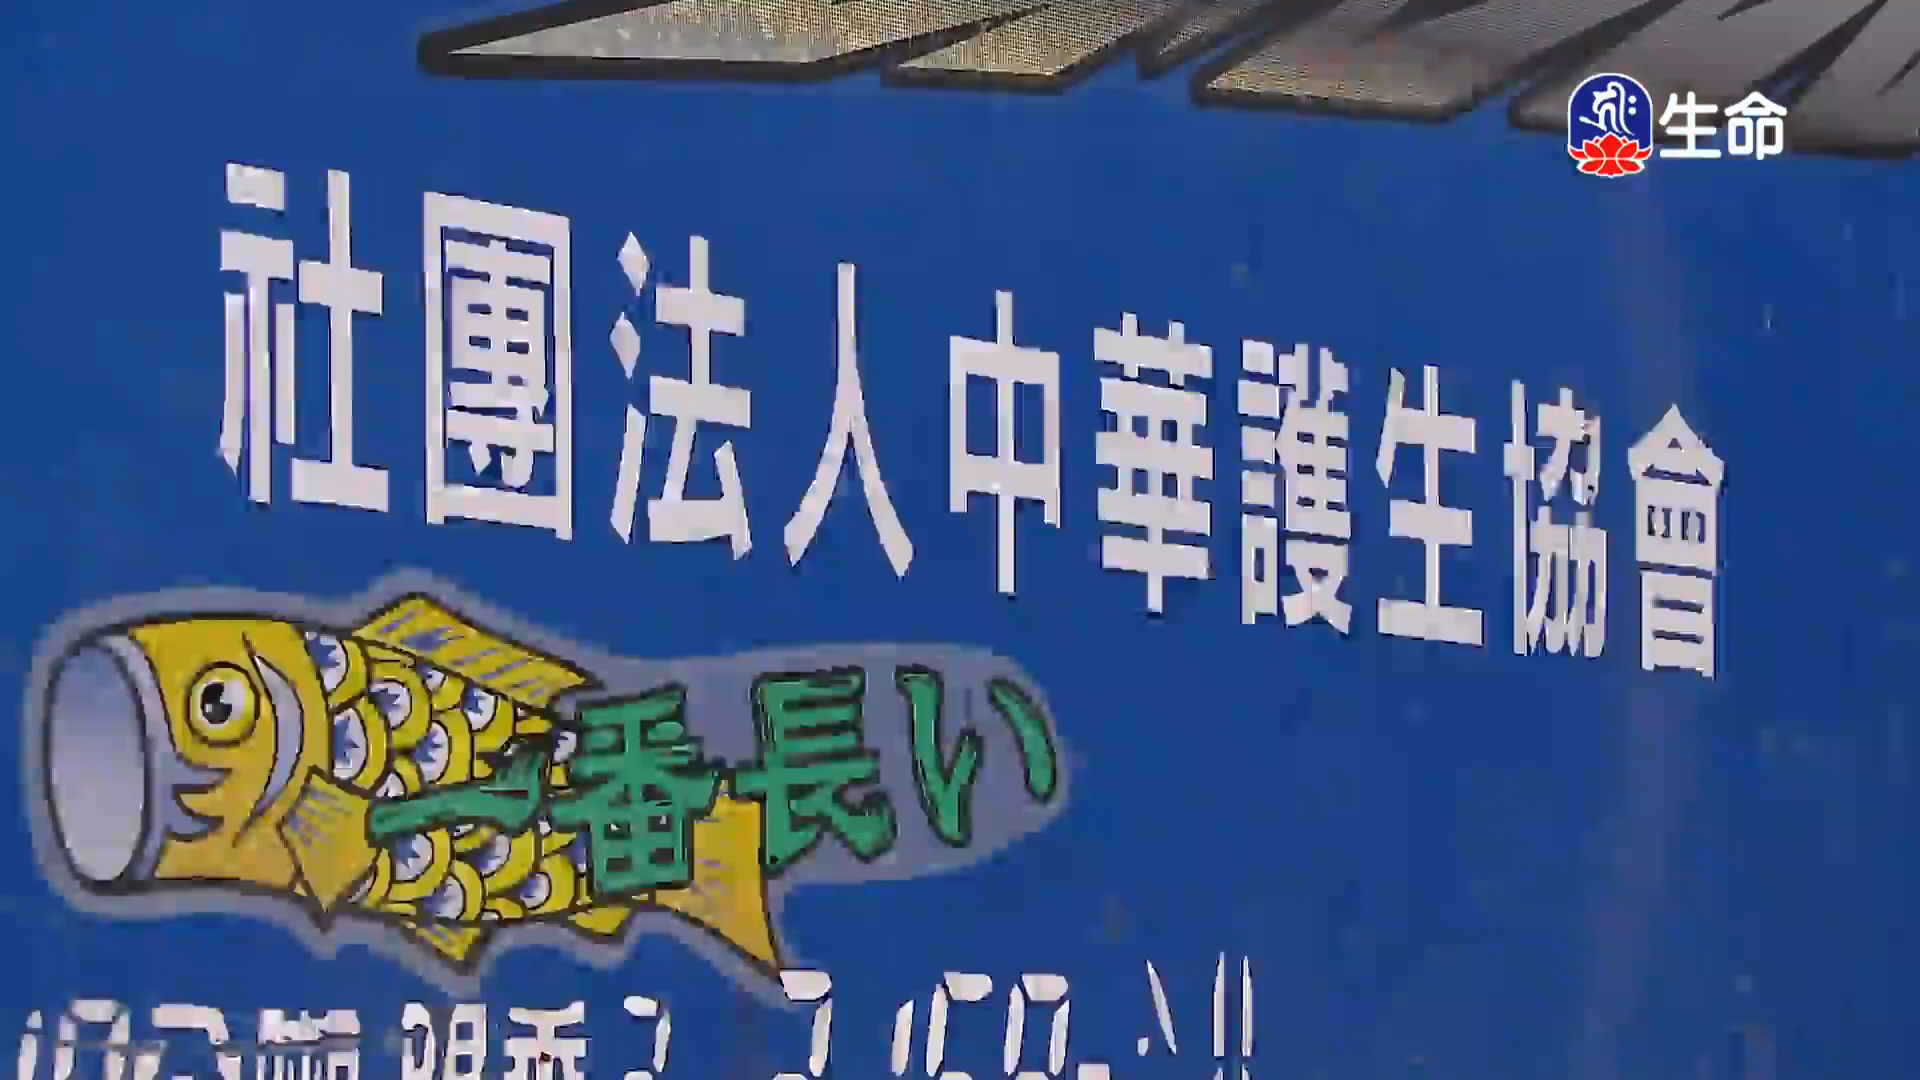 生命
社團法人中華護生協會
一番長い